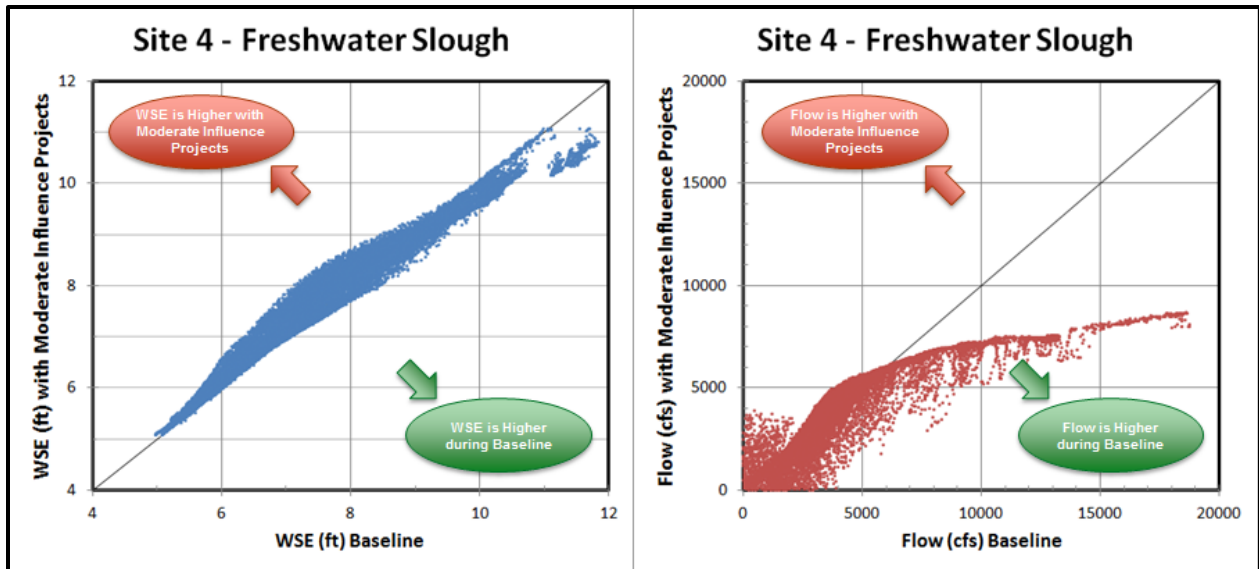 Site 4 - Freshwater Slough
WSE (ft) with Moderate Influence Projects
12
10
8
6
4
4
6
8
10
12
WSE (ft) Baseline
WSE is Higher with
Moderate Influence
Projects
WSE is Higher
during Baseline
Site 4 - Freshwater Slough
Flow (cfs) with Moderate Influence Projects
20000
15000
10000
5000
0
0
5000
10000
15000
20000
Flow (cfs) Baseline
Flow is Higher with
Moderate Influence
Projects
Flow is Higher
during Baseline